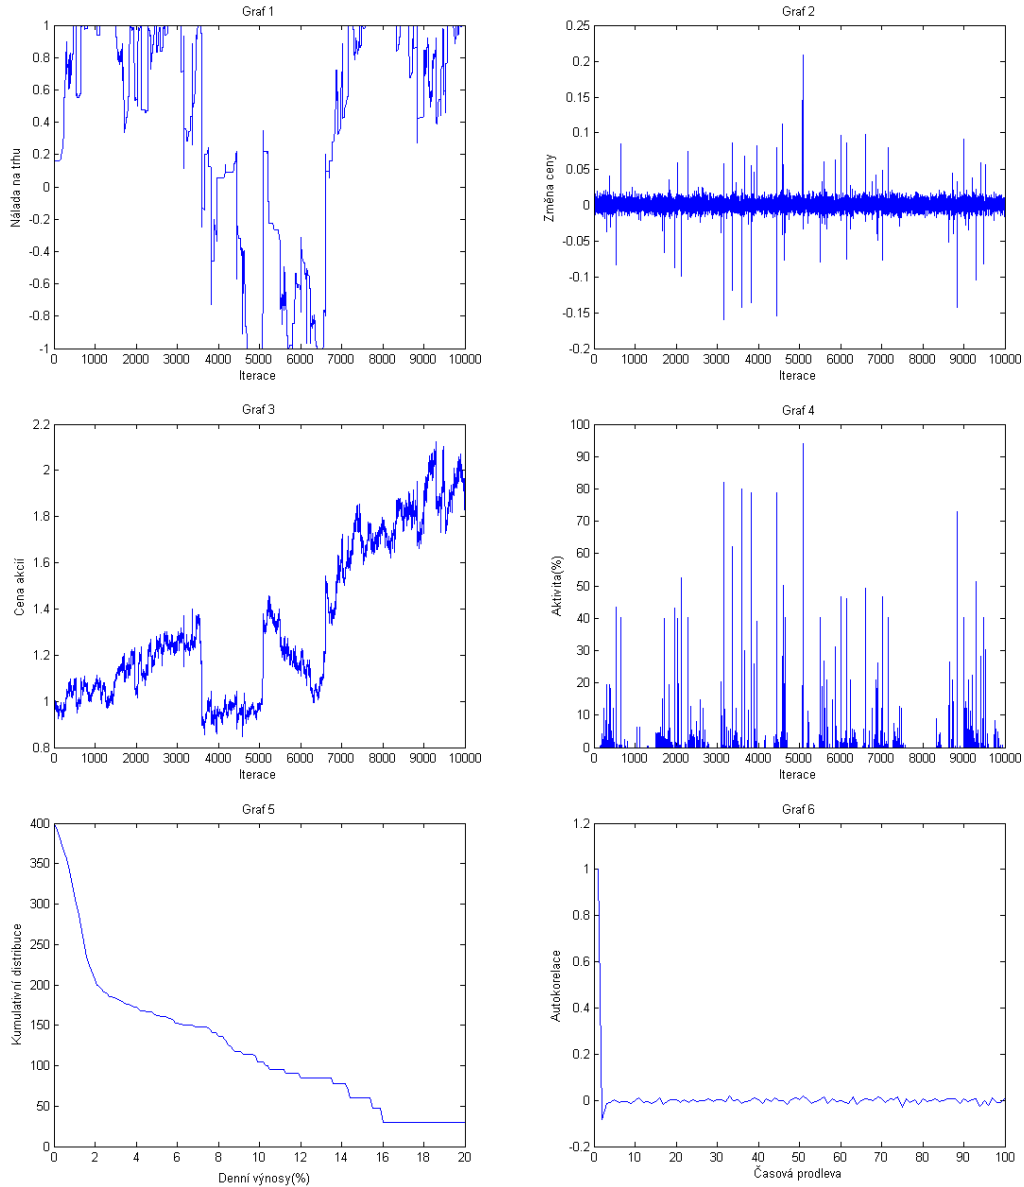 Graf 1
1
0.8
0.6
0.4
0.2
0
-0.2
-0.4
-0.6
-0.8
-1
0 1000 2000 3000 4000 5000 6000 7000 8000 9000 10000
Iterace
Nálada na trhu
Graf 2
0.25
0.2
0.15
0.1
0.05
0
-0.05
-0.1
-0.15
-0.2
0 1000 2000 3000 4000 5000 6000 7000 8000 9000 10000
Iterace
Změna ceny
Graf 3
2.2
2
1.8
1.6
1.4
1.2
1
0.8
0 1000 2000 3000 4000 5000 6000 7000 8000 9000 10000
Iterace
Cena akcií
Graf 4
100
90
80
70
60
50
40
30
20
10
0
0 1000 2000 3000 4000 5000 6000 7000 8000 9000 10000
Iterace
Aktivita(%)
Graf 5
400
350
300
250
200
150
100
50
0
0 2 4 6 8 10 12 14 16 18 20
Denní výnosy(%)
Kumulativní distribuce
Graf 6
1.2
1
0.8
0.6
0.4
0.2
0
-0.2
0 10 20 30 40 50 60 70 80 90 100
Časová prodleva
Autokorelace